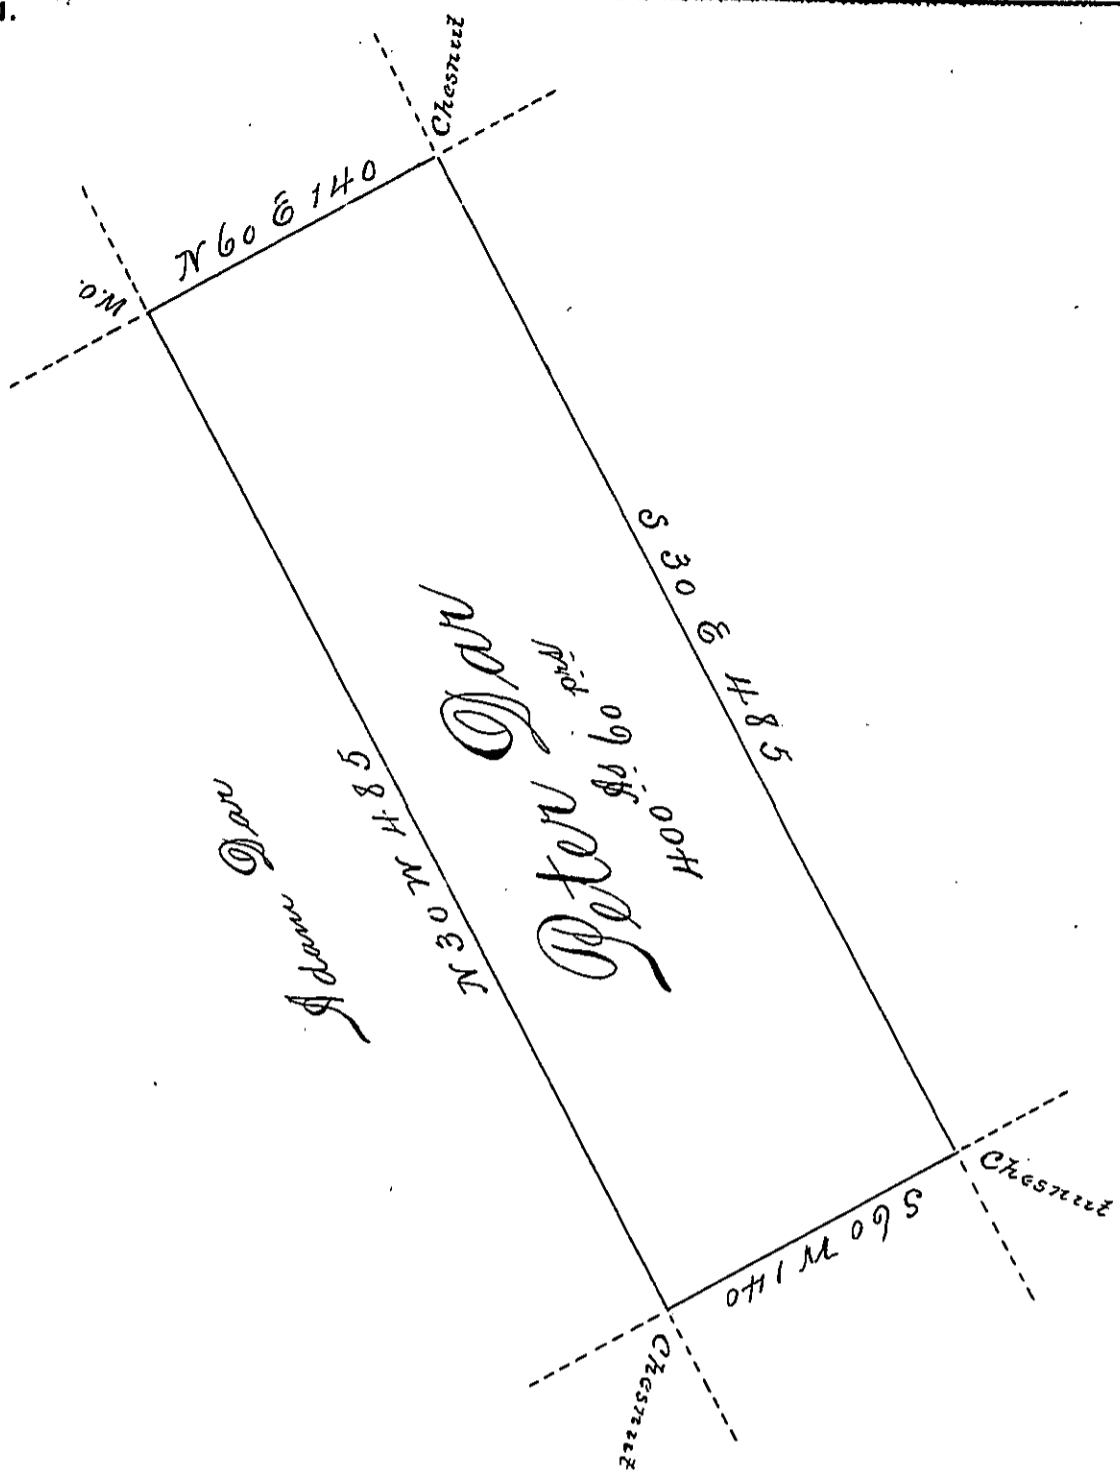 Chesnut
N 60 E 140
W.O.
S 30 E 485
Peter Dar
400 As 60 prs
N 30 W 485
Adam Dar
Chesnut
S 60 W 140
Chesnut